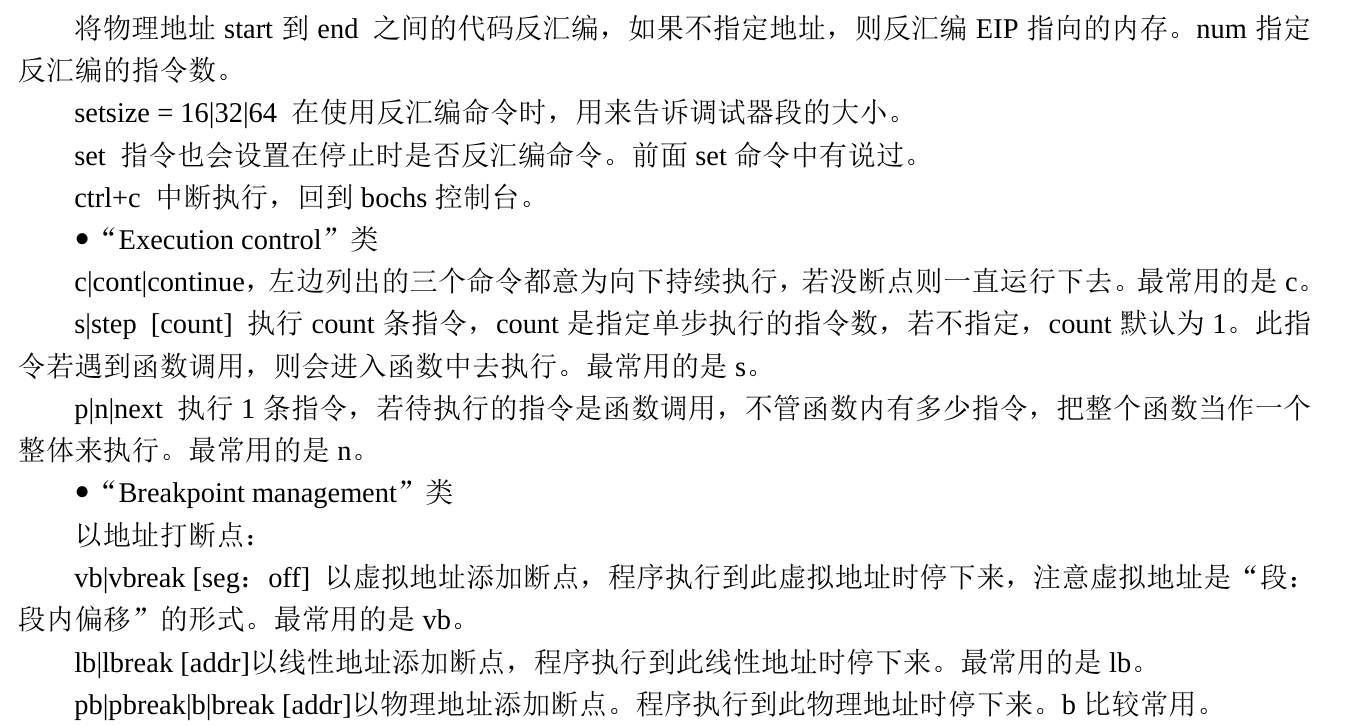 将物理地址 start 到 end 之间的代码反汇编，如果不指定地址，则反汇编 EIP 指向的内存。num 指定
反汇编的指令数。
setsize = 16|32|64 在使用反汇编命令时，用来告诉调试器段的大小。
set 指令也会设置在停止时是否反汇编命令。前面 set 命令中有说过。
ctrl+c 中断执行，回到 bochs 控制台。
●“Execution control”类
c|cont|continue，左边列出的三个命令都意为向下持续执行，若没断点则一直运行下去。最常用的是 c。
s|step [count] 执行 count 条指令，count 是指定单步执行的指令数，若不指定，count 默认为 1。此指
令若遇到函数调用，则会进入函数中去执行。最常用的是 s。
p|n|next 执行 1 条指令，若待执行的指令是函数调用，不管函数内有多少指令，把整个函数当作一个
整体来执行。最常用的是 n。
●“Breakpoint management”类
以地址打断点：
vb|vbreak [seg：off] 以虚拟地址添加断点，程序执行到此虚拟地址时停下来，注意虚拟地址是“段：
段内偏移”的形式。最常用的是 vb。
lb|lbreak [addr]以线性地址添加断点，程序执行到此线性地址时停下来。最常用的是 lb。
pb|pbreak|b|break [addr]以物理地址添加断点。程序执行到此物理地址时停下来。b 比较常用。